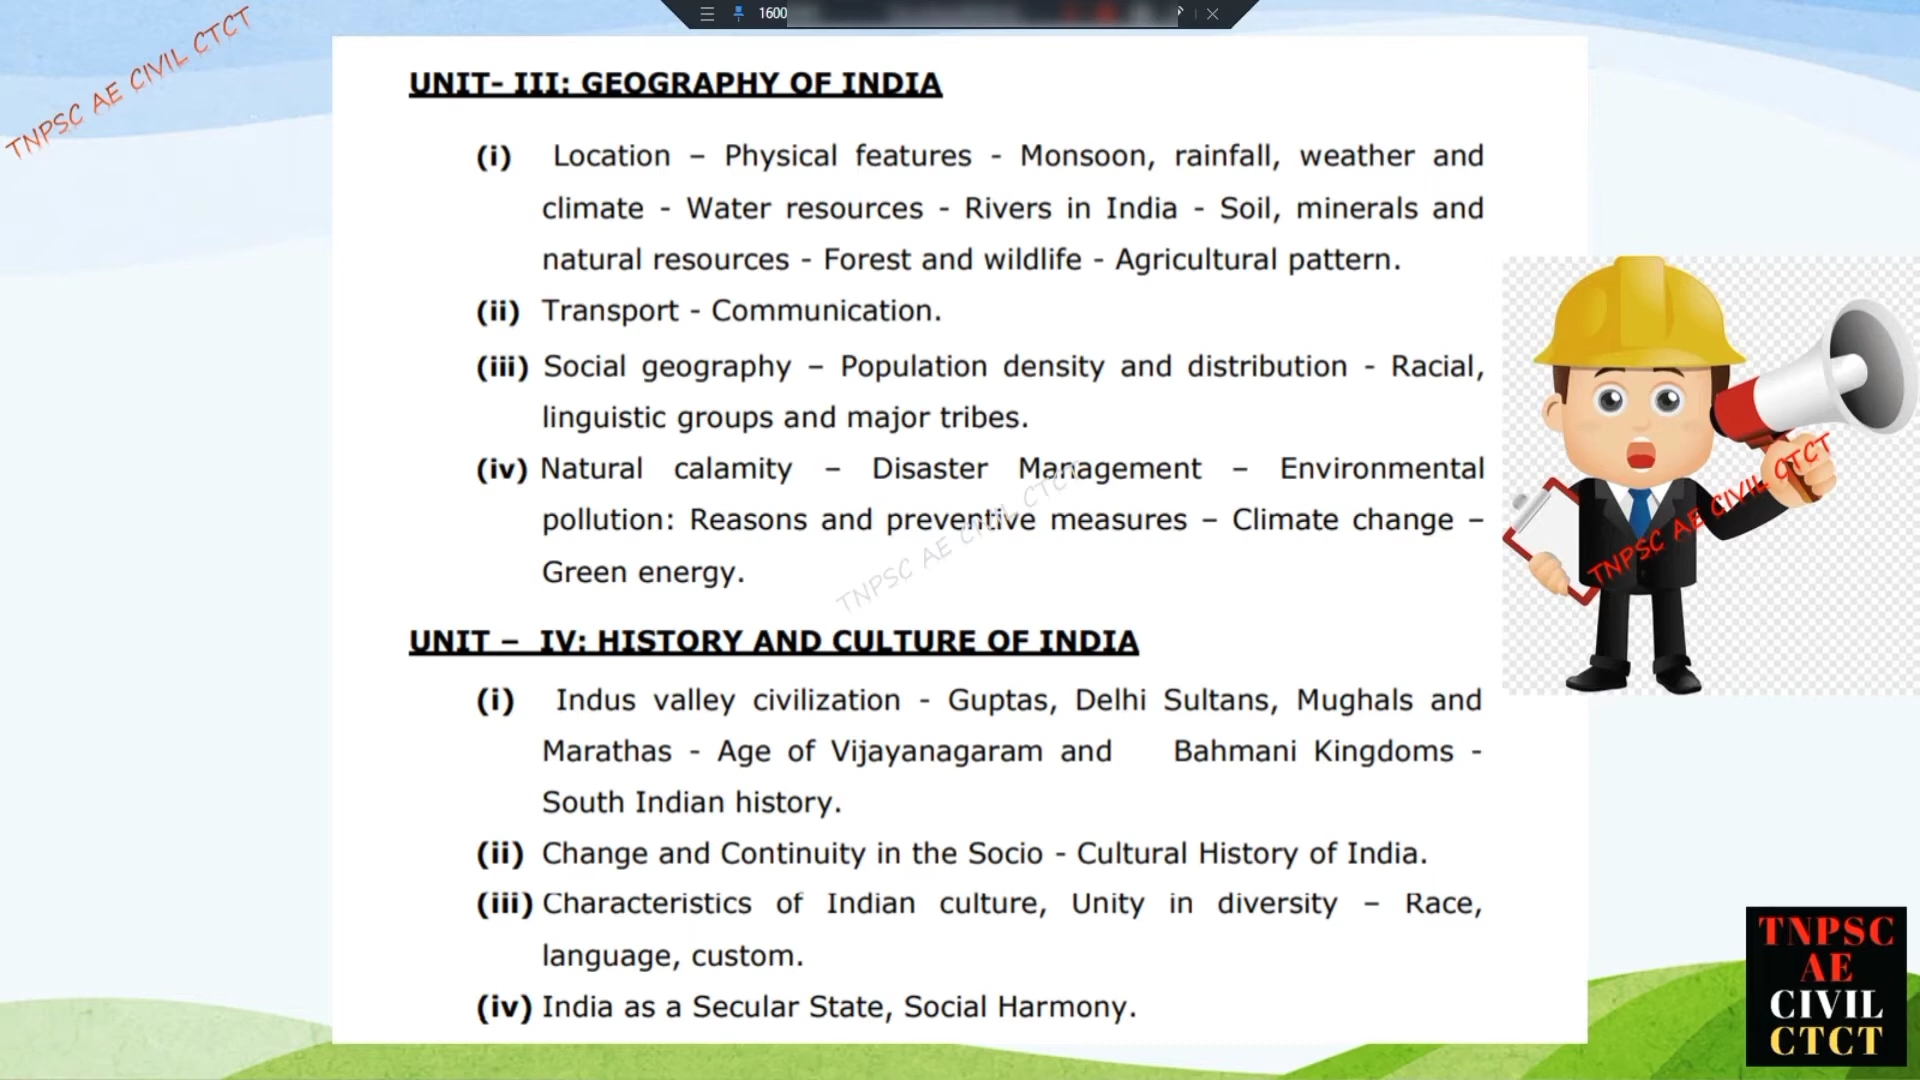 1600
TNPSC AE CIVIL CTCT
UNIT- III: GEOGRAPHY OF INDIA
(i) Location – Physical features - Monsoon, rainfall, weather and
climate - Water resources - Rivers in India - Soil, minerals and
natural resources - Forest and wildlife - Agricultural pattern.
(ii) Transport - Communication.
(iii) Social geography – Population density and distribution - Racial,
linguistic groups and major tribes.
(iv) Natural calamity – Disaster Management – Environmental
pollution: Reasons and preventive measures – Climate change –
Green energy.
TNPSC AE CIVIL CTCT
TNPSC AE CIVIL CTCT
UNIT – IV: HISTORY AND CULTURE OF INDIA
(i) Indus valley civilization - Guptas, Delhi Sultans, Mughals and
Marathas - Age of Vijayanagaram and Bahmani Kingdoms -
South Indian history.
(ii) Change and Continuity in the Socio - Cultural History of India.
(iii) Characteristics of Indian culture, Unity in diversity – Race,
language, custom.
(iv) India as a Secular State, Social Harmony.
TNPSC
AE
CIVIL
CTCT